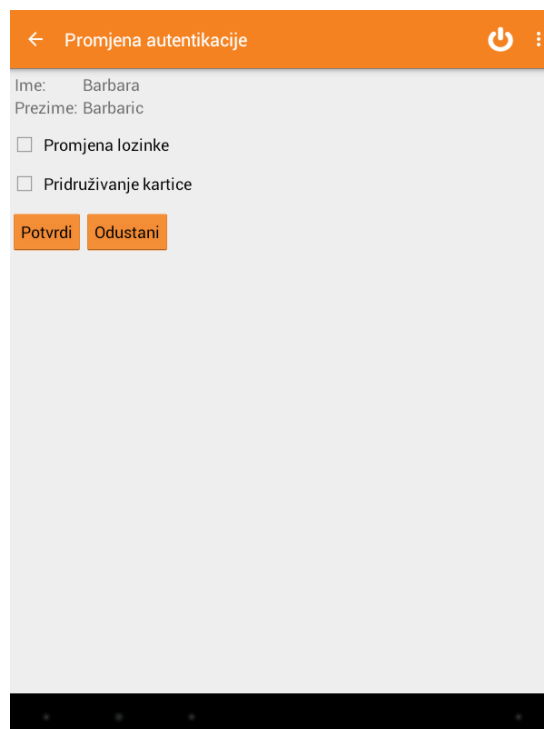 Promjena autentikacije
Ime: Barbara
Prezime: Barbaric
Promjena lozinke
Pridruživanje kartice
Potvrdi Odustani